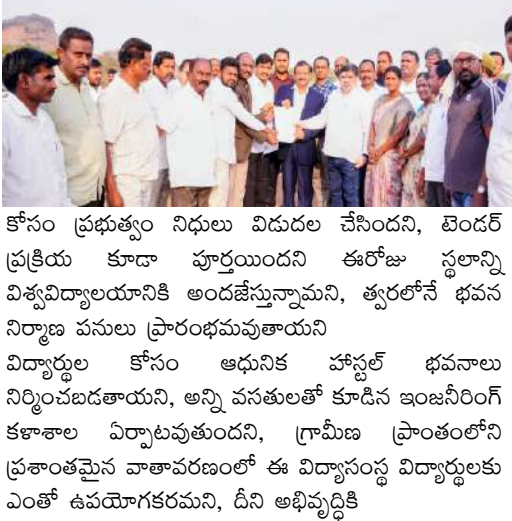 కోసం ప్రభుత్వం నిధులు విడుదల చేసిందని, టెండర్
ప్రక్రియ కూడా పూర్తయిందని ఈరోజు స్థలాన్ని
విశ్వవిద్యాలయానికి అందజేస్తున్నామని, త్వరలోనే భవన
నిర్మాణ పనులు ప్రారంభమవుతాయని
విద్యార్థుల కోసం ఆధునిక హాస్టల్ భవనాలు
నిర్మించబడతాయని, అన్ని వసతులతో కూడిన ఇంజనీరింగ్
కళాశాల ఏర్పాటవుతుందని, గ్రామీణ ప్రాంతంలోని
ప్రశాంతమైన వాతావరణంలో ఈ విద్యాసంస్థ విద్యార్థులకు
ఎంతో ఉపయోగకరమని, దీని అభివృద్ధికి